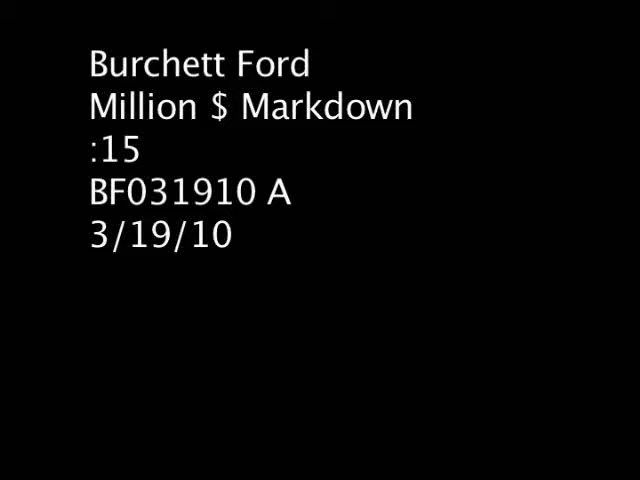 Burchett Ford
Million $ Markdown
:15
BF031910 A
3/19/10